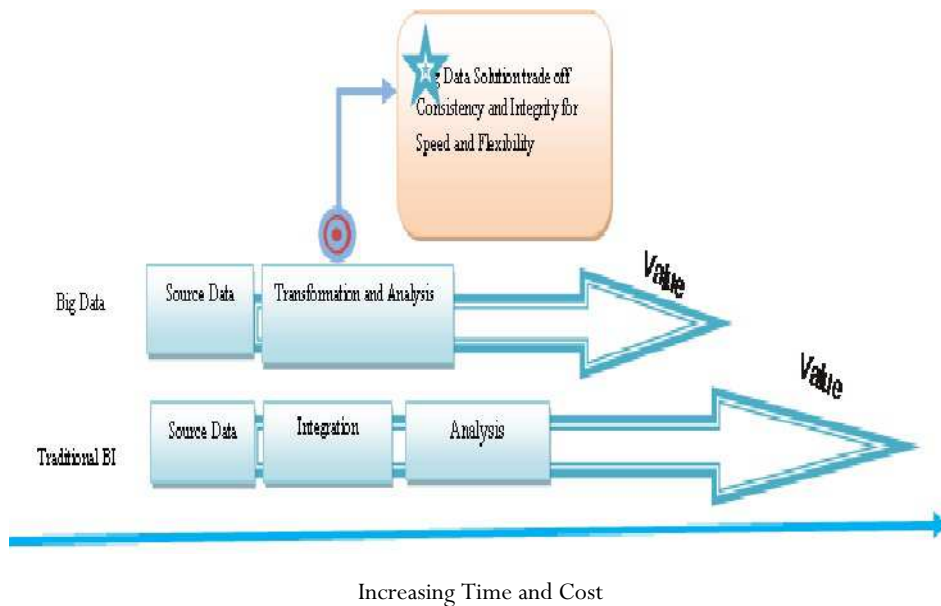 g Data Solution trade off
Consistency and Integrity for
Speed and Flexibility
Value
Big Data
Source Data
Transformation and Analysis
Value
Traditional BI
Source Data
Integration
Analysis
Increasing Time and Cost